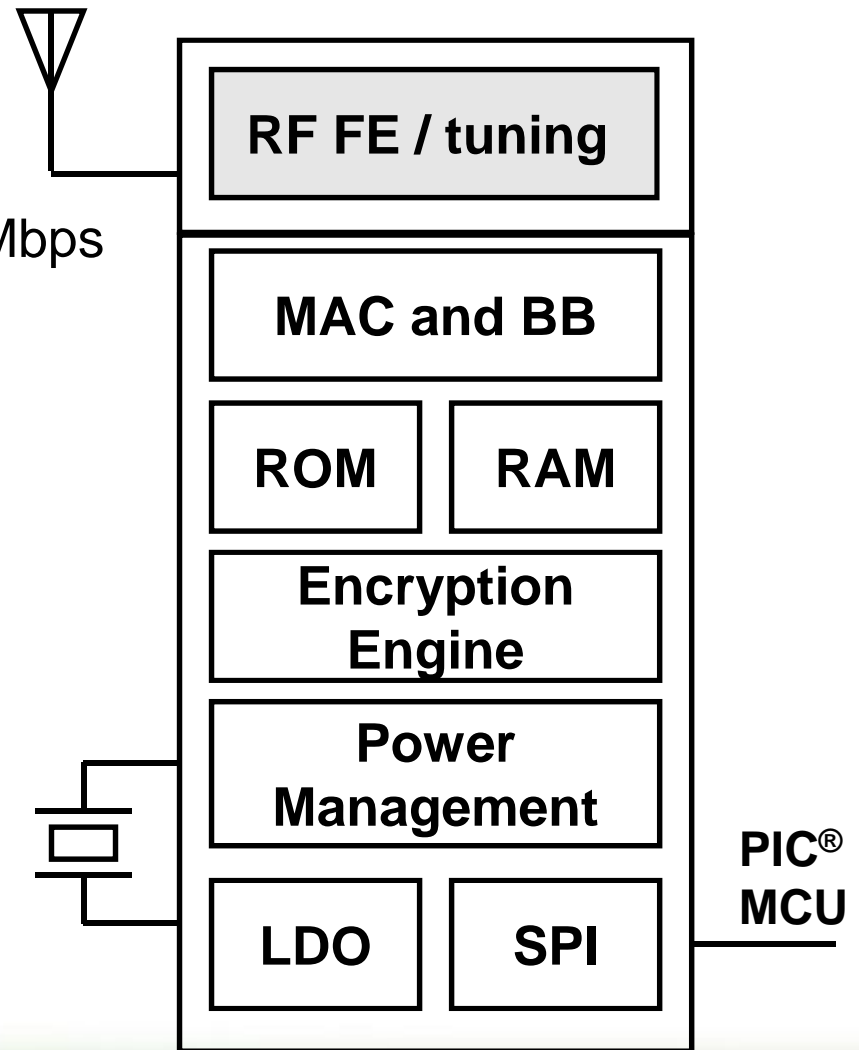 RF FE / tuning
Mbps
MAC and BB
ROM
RAM
Encryption
Engine
Power
Management
PIC®
MCU
LDO
SPI